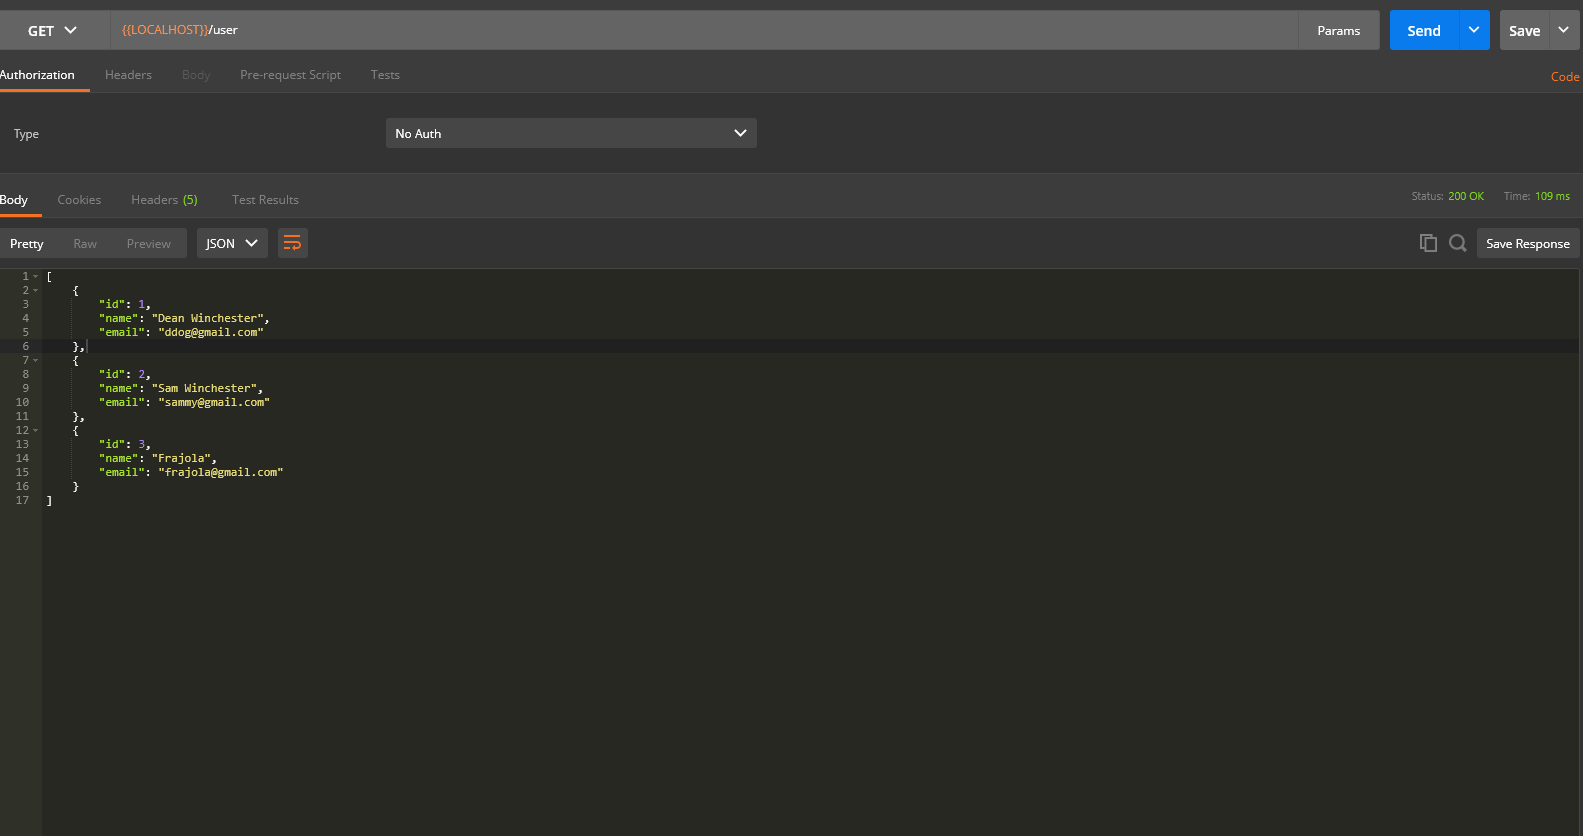 GET {{LOCALHOST}}/user Params Send Save
Authorization Headers Body Pre-request Script Tests Code
Type No Auth
Body Cookies Headers (5) Test Results Status: 200 OK Time: 109 ms
Pretty Raw Preview JSON Save Response
1 [
2 {
3 "id": 1,
4 "name": "Dean Winchester",
5 "email": "ddog@gmail.com"
6 },
7 {
8 "id": 2,
9 "name": "Sam Winchester",
10 "email": "sammy@gmail.com"
11 },
12 {
13 "id": 3,
14 "name": "Frajola",
15 "email": "frajola@gmail.com"
16 }
17 ]